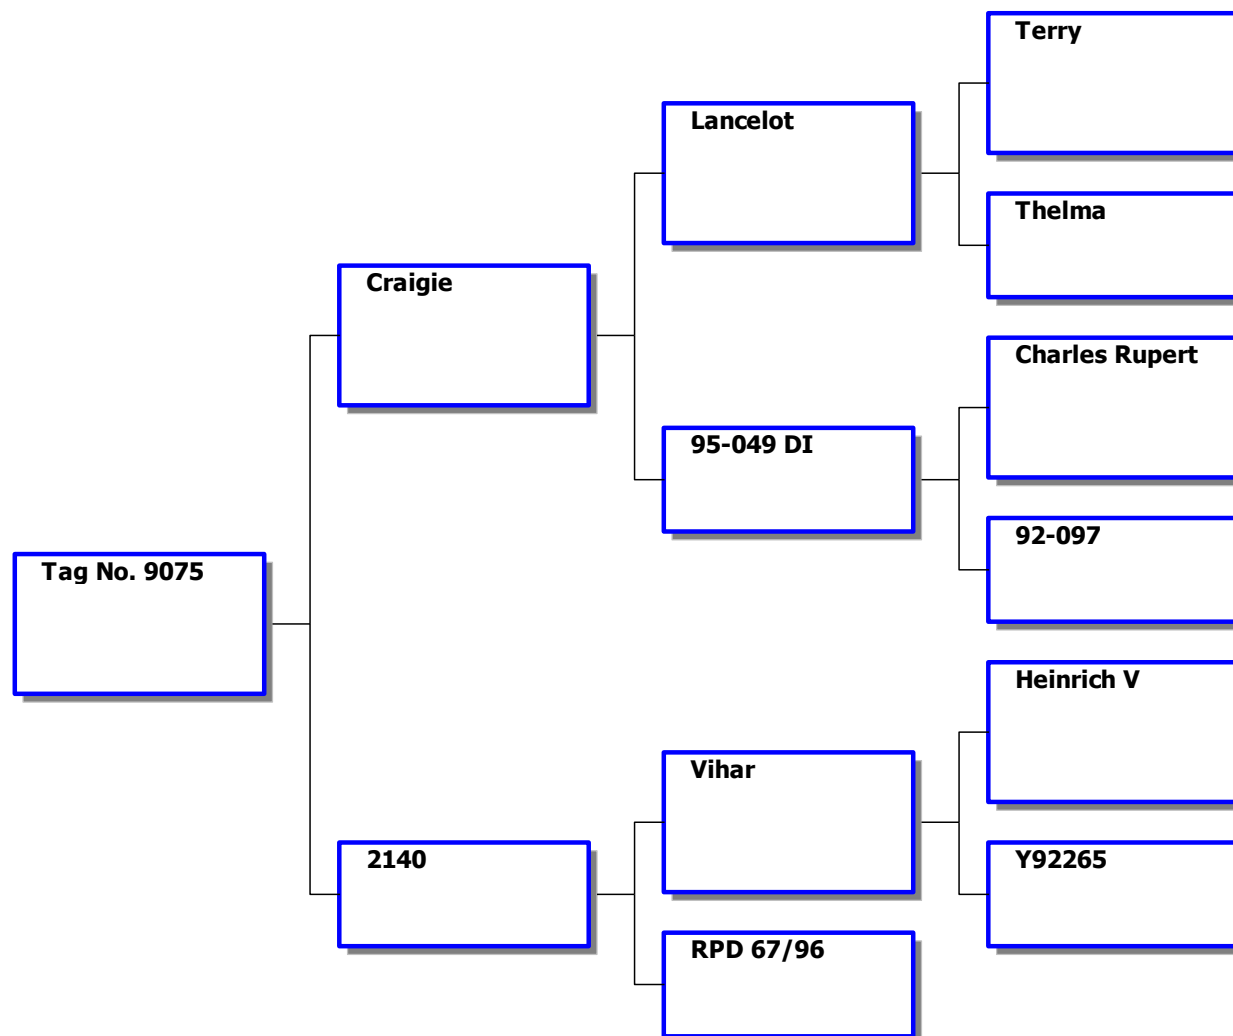 Terry
Lancelot
Thelma
Craigie
Charles Rupert
95-049 DI
92-097
Tag No. 9075
Heinrich V
Vihar
2140
Y92265
RPD 67/96